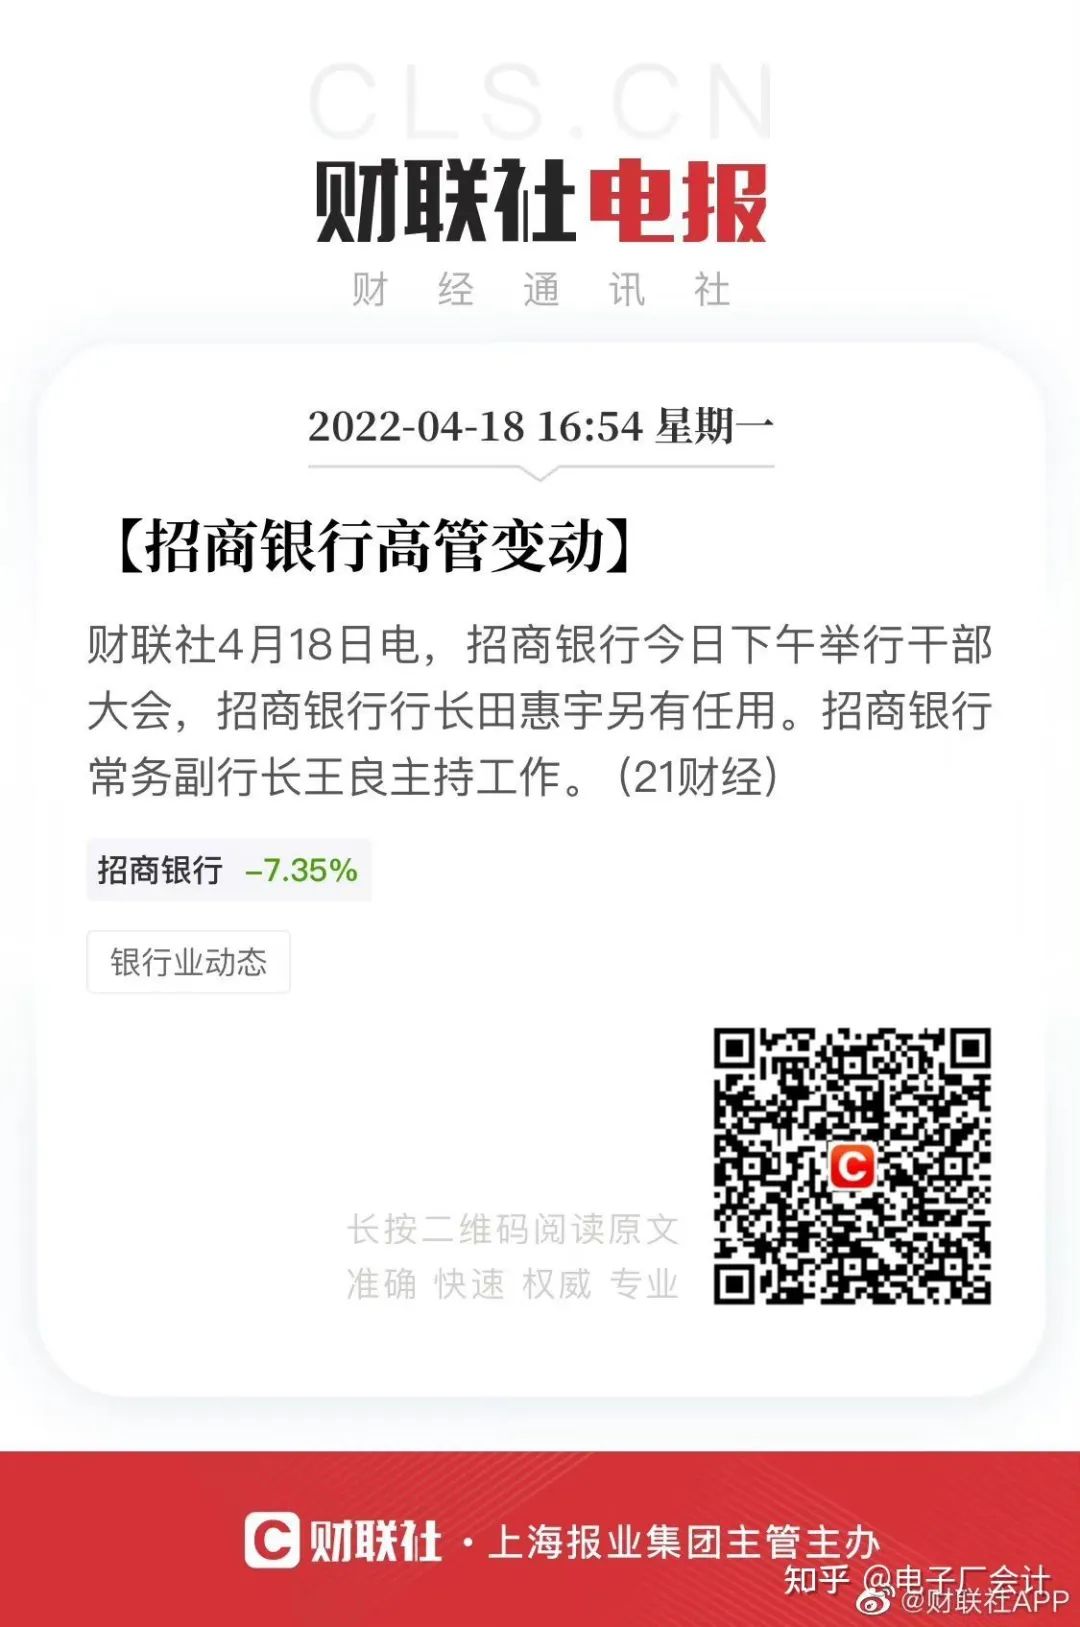 CLS.CN
财联社电报
财经通讯社
2022-04-18 16:54 星期一
【招商银行高管变动】
财联社4月18日电，招商银行今日下午举行干部
大会，招商银行行长田惠宇另有任用。招商银行
常务副行长王良主持工作。（21财经）
招商银行 -7.35%
银行业动态
C
长按二维码阅读原文
准确 快速 权威 专业
C 财联社 · 上海报业集团主管主办
知乎 @电子厂会计
@财联社APP